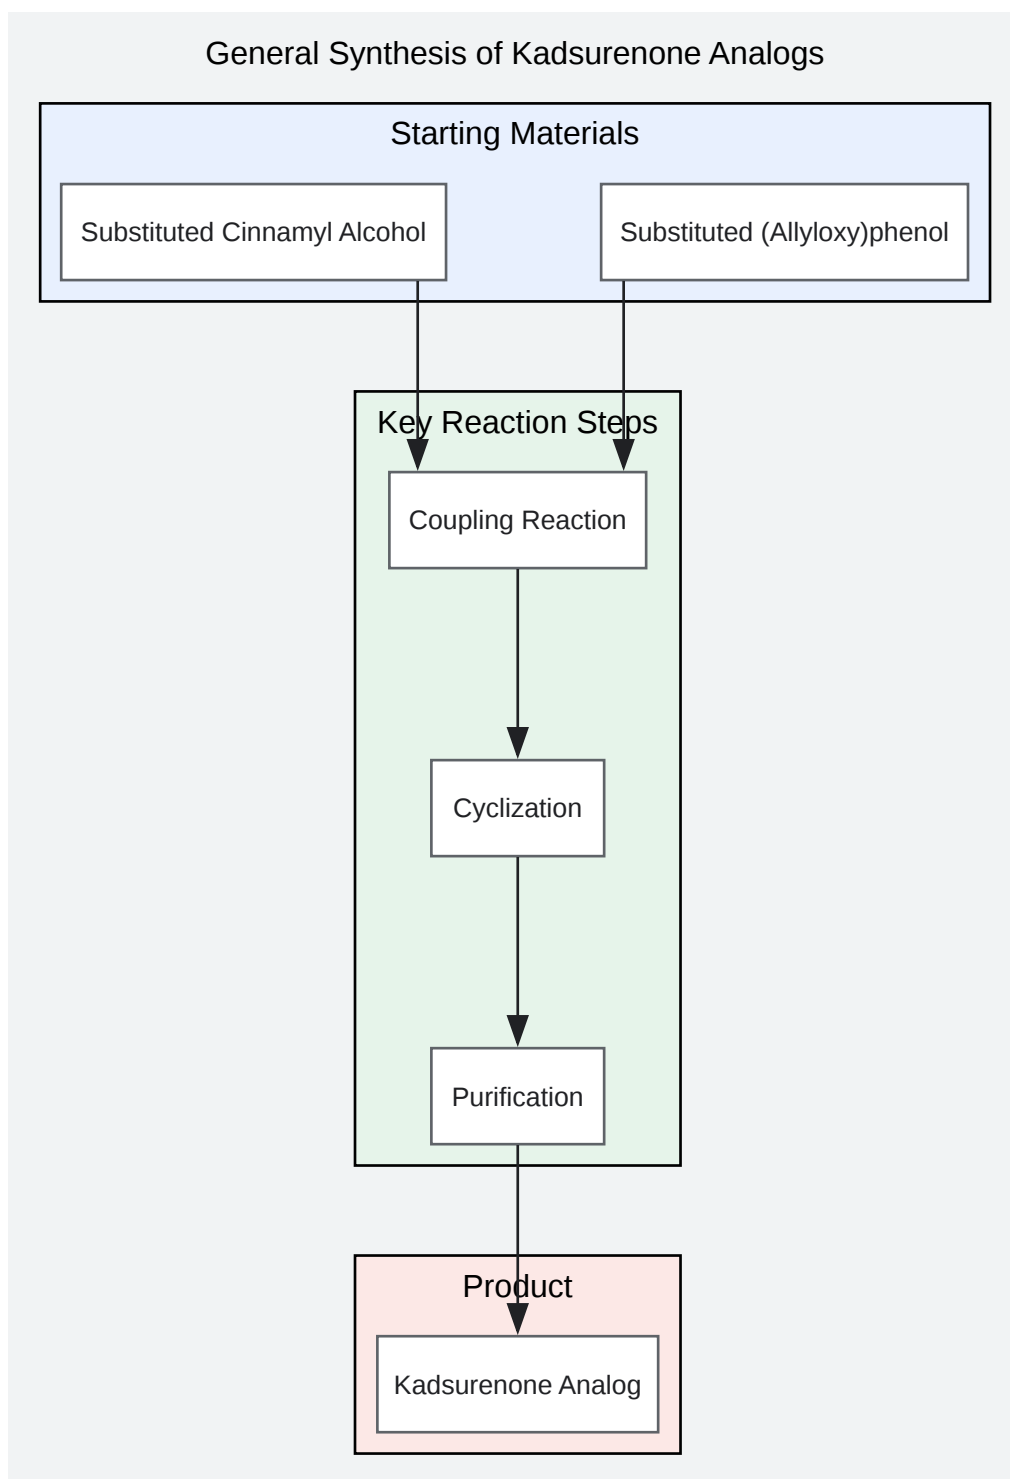 General Synthesis of Kadsurenone Analogs
Starting Materials
Substituted Cinnamyl Alcohol
Substituted (Allyloxy)phenol
Key Reaction Steps
Coupling Reaction
Cyclization
Purification
Product
Kadsurenone Analog